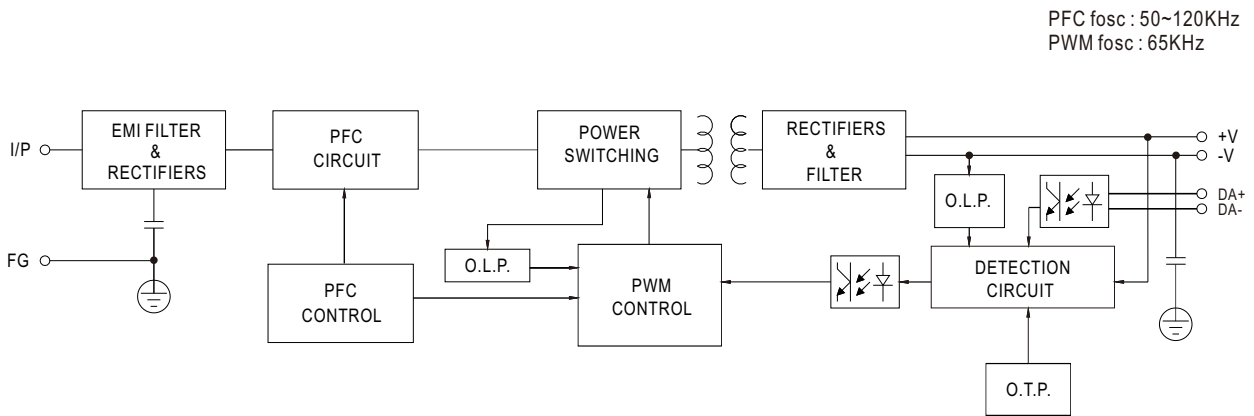 PFC fosc : 50~120KHz
PWM fosc : 65KHz
I/P
EMI FILTER
&
RECTIFIERS
PFC
CIRCUIT
POWER
SWITCHING
RECTIFIERS
&
FILTER
+V
-V
DA+
DA-
O.L.P.
FG
O.L.P.
PFC
CONTROL
PWM
CONTROL
DETECTION
CIRCUIT
O.T.P.